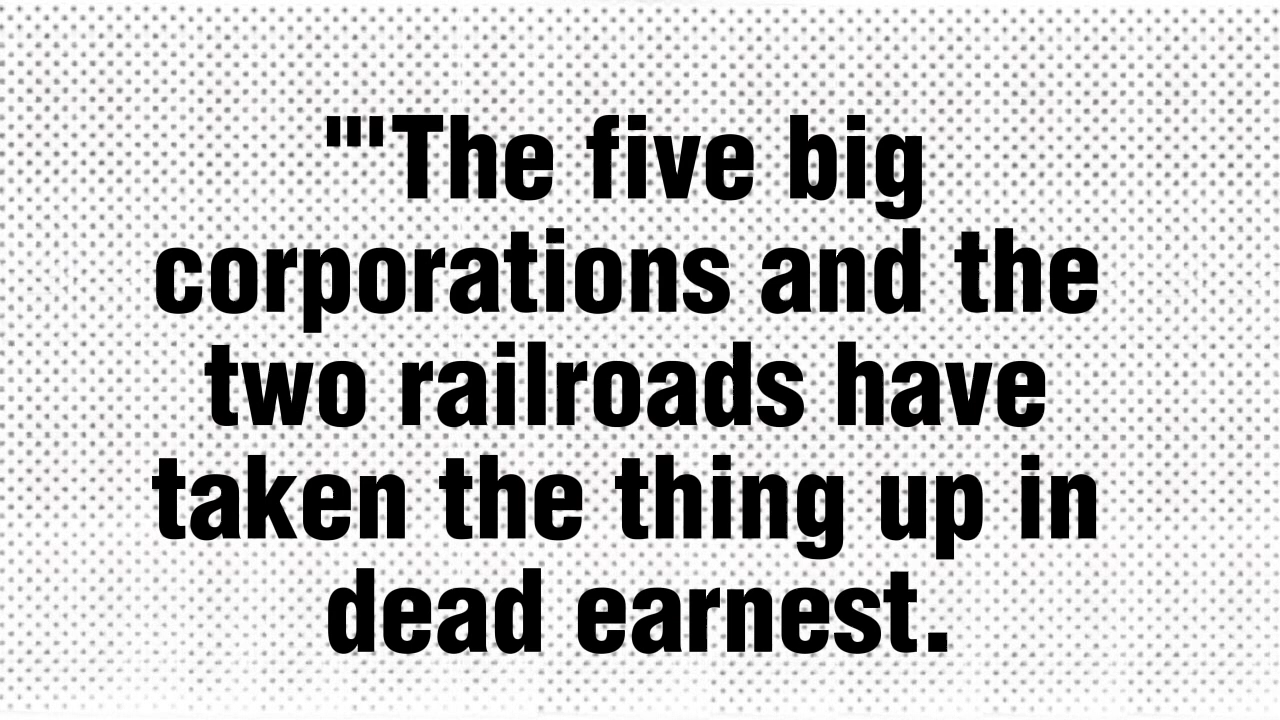 "'The five big
corporations and the
two railroads have
taken the thing up in
dead earnest.